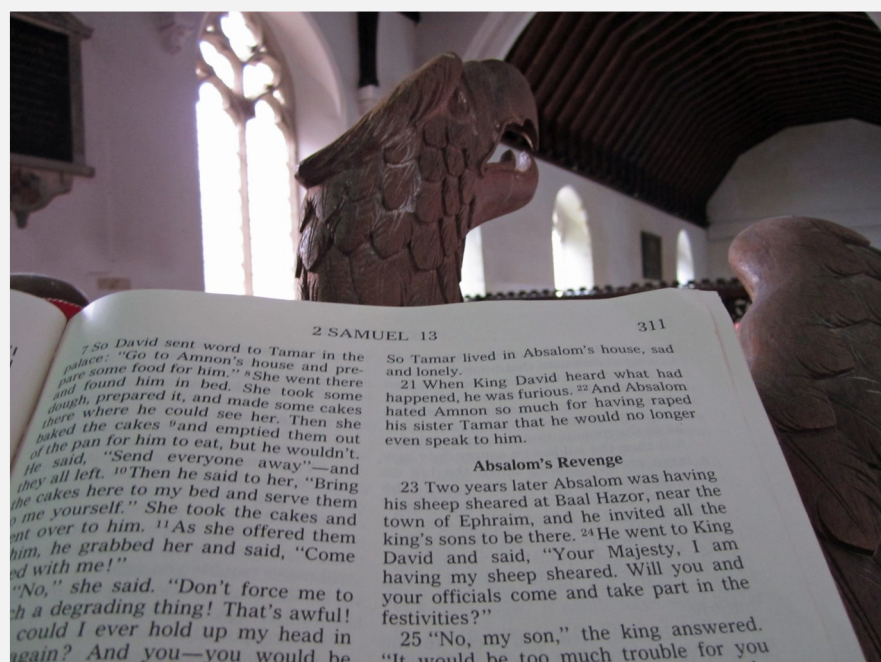 2 SAMUEL 13
311
7 So David sent word to Tamar in the
palace: "Go to Amnon's house and pre-
pare some food for him." 8 She went there
and found him in bed. She took some
dough, prepared it, and made some cakes
there where he could see her. Then she
baked the cakes 9 and emptied them out
of the pan for him to eat, but he wouldn't.
He said, "Send everyone away"—and
they all left. 10 Then he said to her, "Bring
the cakes here to my bed and serve them
me yourself." She took the cakes and
over to him. 11 As she offered them
him, he grabbed her and said, "Come
with me!"
"No," she said. "Don't force me to
a degrading thing! That's awful!
could I ever hold up my head in
again? And you—you would be
So Tamar lived in Absalom's house, sad
and lonely.
21 When King David heard what had
happened, he was furious. 22 And Absalom
hated Amnon so much for having raped
his sister Tamar that he would no longer
even speak to him.
Absalom's Revenge
23 Two years later Absalom was having
his sheep sheared at Baal Hazor, near the
town of Ephraim, and he invited all the
king's sons to be there. 24 He went to King
David and said, "Your Majesty, I am
having my sheep sheared. Will you and
your officials come and take part in the
festivities?"
25 "No, my son," the king answered.
"It would be too much trouble for you